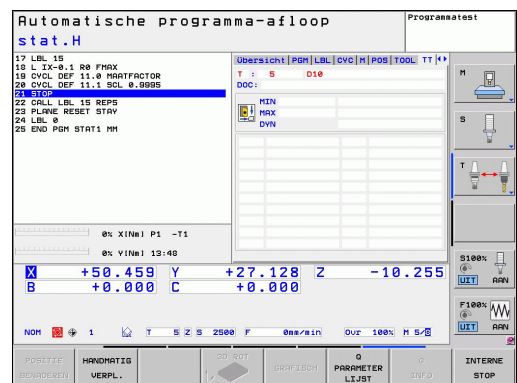 Automatische programma-afloop
Programmatest
stat.H
17 LBL 15
18 L IX-0.1 R0 FMAX
19 CYCL DEF 11.0 MAATFACTOR
20 CYCL DEF 11.1 SCL 0.9995
21 STOP
22 CALL LBL 15 REP5
23 PLANE RESET STAY
24 LBL 0
25 END PGM STAT1 MM
Übersicht PGM LBL CYC M POS TOOL TT
T : 5 D10
DOC:
MIN
MAX
DYN
0% X[Nm] P1 -T1
0% Y[Nm] 13:48
X +50.459 Y +27.128 Z -10.255
B +0.000 C +0.000
NOM 1 T 5 Z S 2500 F 0mm/min Ovr 100% M 5/8
M
S
T
S100%
UIT AAN
F100%
UIT AAN
POSITIE BENADEREN
HANDMATIG VERPL.
3D ROT
GRAFISCH
Q PARAMETER LIJST
Q INFO
INTERNE STOP